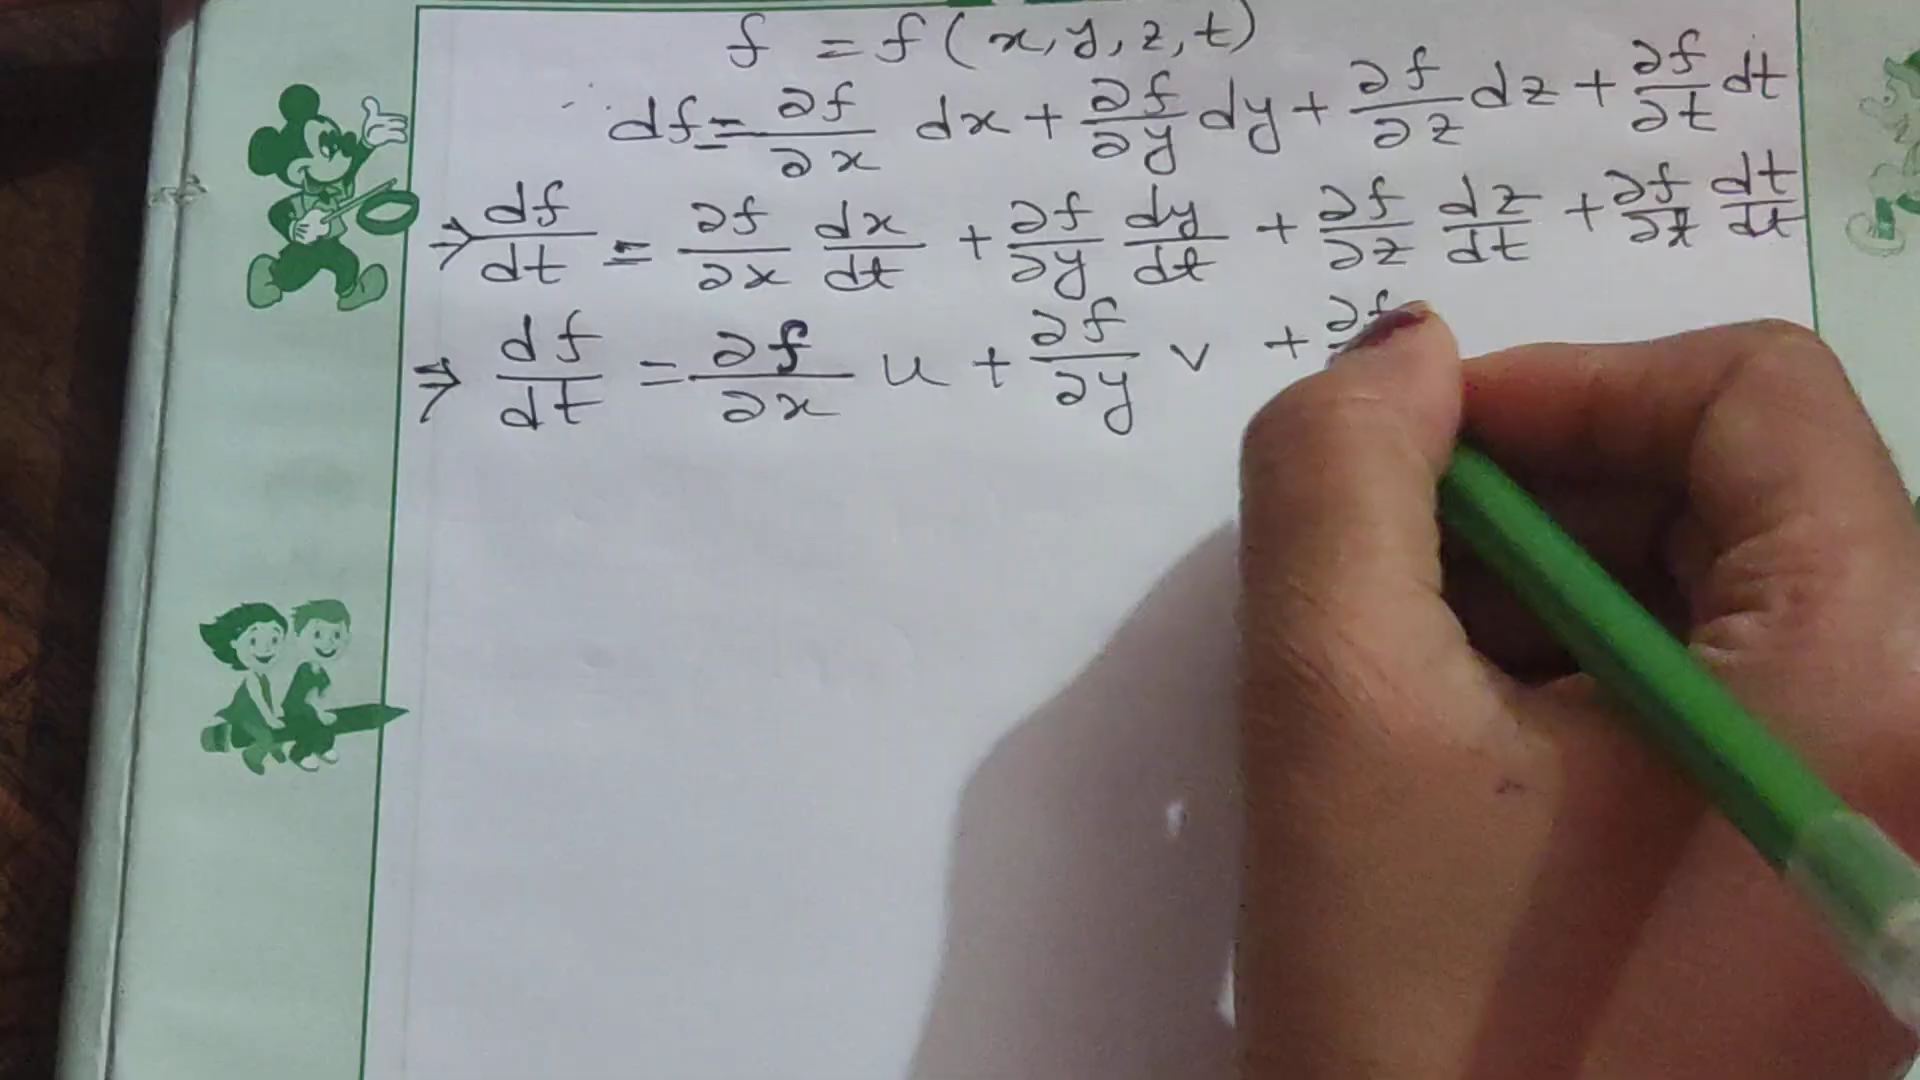 f = f(x, y, z, t)
df = ∂f/∂x dx + ∂f/∂y dy + ∂f/∂z dz + ∂f/∂t dt
⇒ df/dt = ∂f/∂x dx/dt + ∂f/∂y dy/dt + ∂f/∂z dz/dt + ∂f/∂t dt/dt
⇒ df/dt = ∂f/∂x u + ∂f/∂y v + ∂f